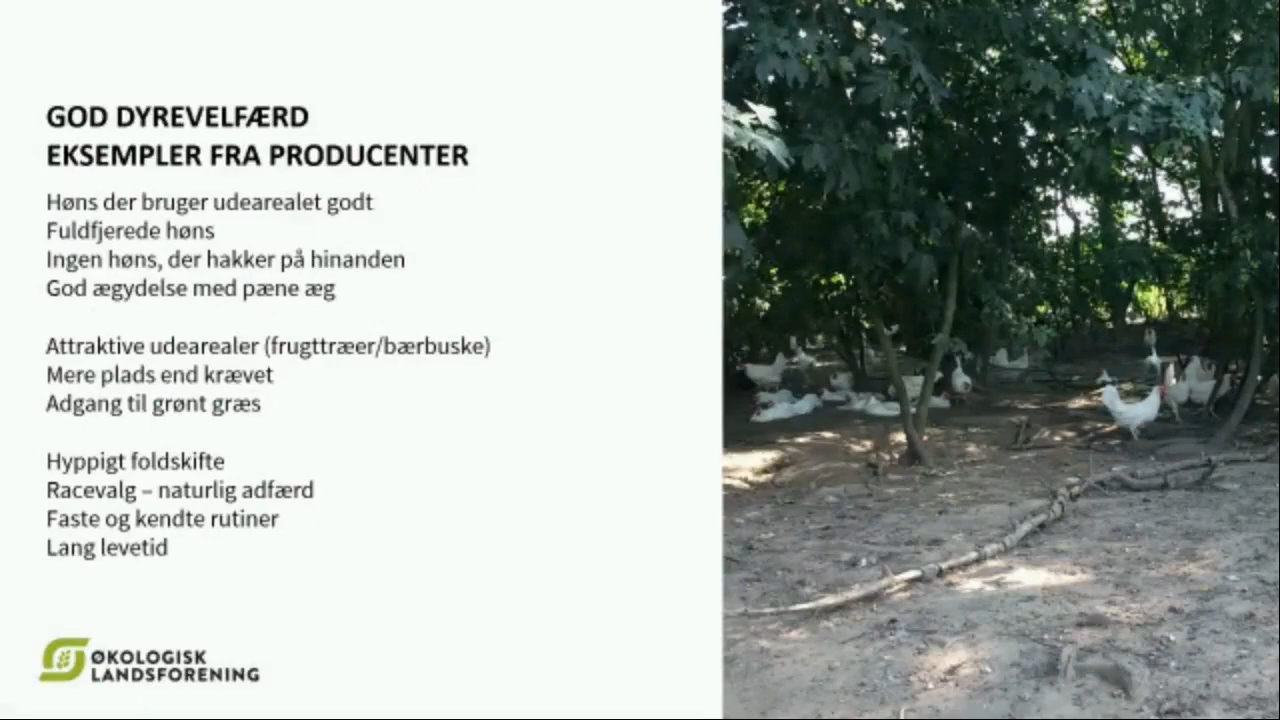 GOD DYREVELFÆRD
EKSEMPLER FRA PRODUCENTER
Høns der bruger udearealet godt
Fuldfjerede høns
Ingen høns, der hakker på hinanden
God ægydelse med pæne æg
Attraktive udearealer (frugttræer/bærbuske)
Mere plads end krævet
Adgang til grønt græs
Hyppigt foldskifte
Racevalg – naturlig adfærd
Faste og kendte rutiner
Lang levetid
ØKOLOGISK
LANDSFORENING